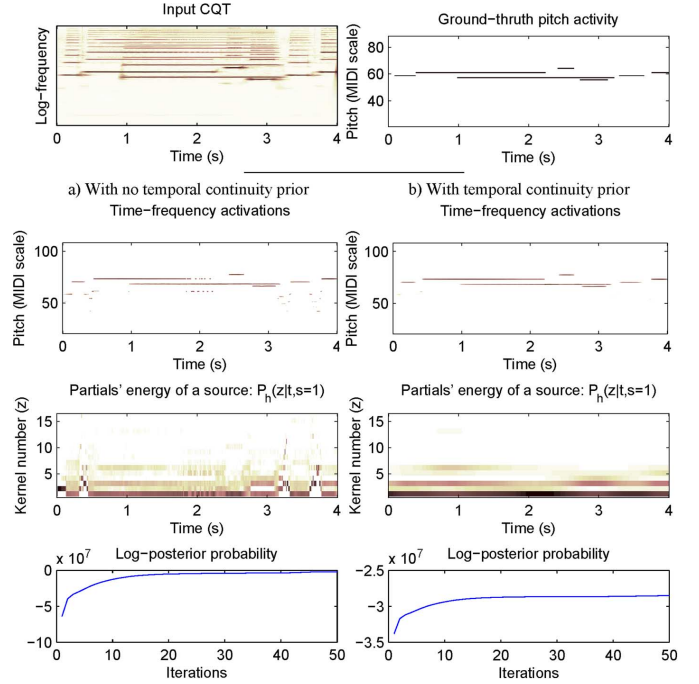 Input CQT
Log-frequency
0 1 2 3 4
Time (s)
Ground-thruth pitch activity
Pitch (MIDI scale)
80
60
40
0 1 2 3 4
Time (s)
a) With no temporal continuity prior
Time-frequency activations
Pitch (MIDI scale)
100
50
0 1 2 3 4
Time (s)
b) With temporal continuity prior
Time-frequency activations
Pitch (MIDI scale)
100
50
0 1 2 3 4
Time (s)
Partials' energy of a source: P_h(z|t,s=1)
Kernel number (z)
15
10
5
0 1 2 3 4
Time (s)
Partials' energy of a source: P_h(z|t,s=1)
Kernel number (z)
15
10
5
0 1 2 3 4
Time (s)
x 10^7
Log-posterior probability
0
-5
-10
0 10 20 30 40 50
Iterations
x 10^7
Log-posterior probability
-2.5
-3
-3.5
0 10 20 30 40 50
Iterations